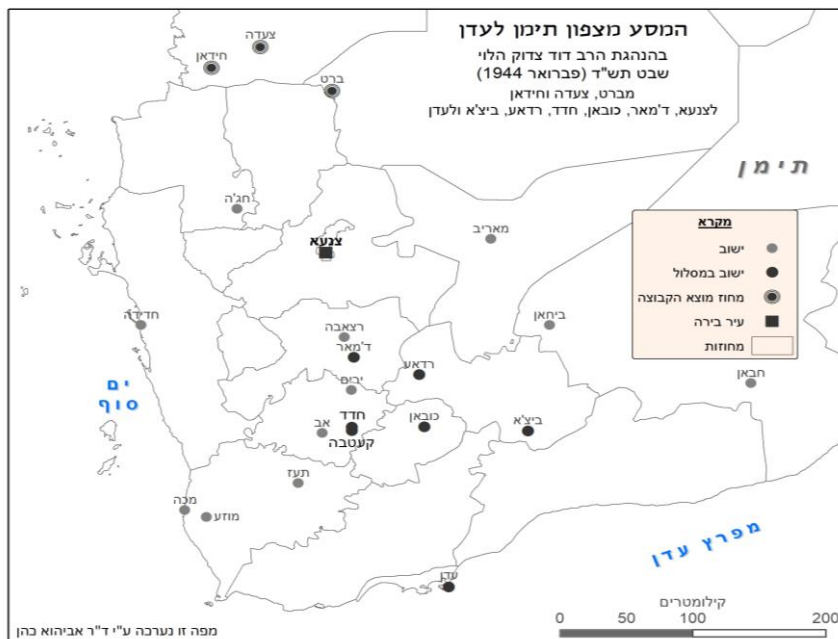 המסע מצפון תימן לעדן
בהנהגת הרב דוד צדוק הלוי
שבט תש"ד (פברואר 1944)
מברט, צעדה וחידאן
לצנעא, ד'מאר, כובאן, חדד, רדאע, ביצ'א ולעדן
צעדה
חידאן
ברט
תימן
חג'ה
צנעא
מאריב
מקרא
ישוב
ישוב במסלול
מחוז מוצא הקבוצה
עיר בירה
מחוזות
חדידה
רצאבה
ד'מאר
ביחאן
רדאע
חבאן
ים
סוף
ירים
חדד
אב
קעטבה
כובאן
ביצ'א
תעז
מכה
מוזע
מפרץ עדן
עדן
קילומטרים
0 50 100 200
מפה זו נערכה ע"י ד"ר אביהוא כהן